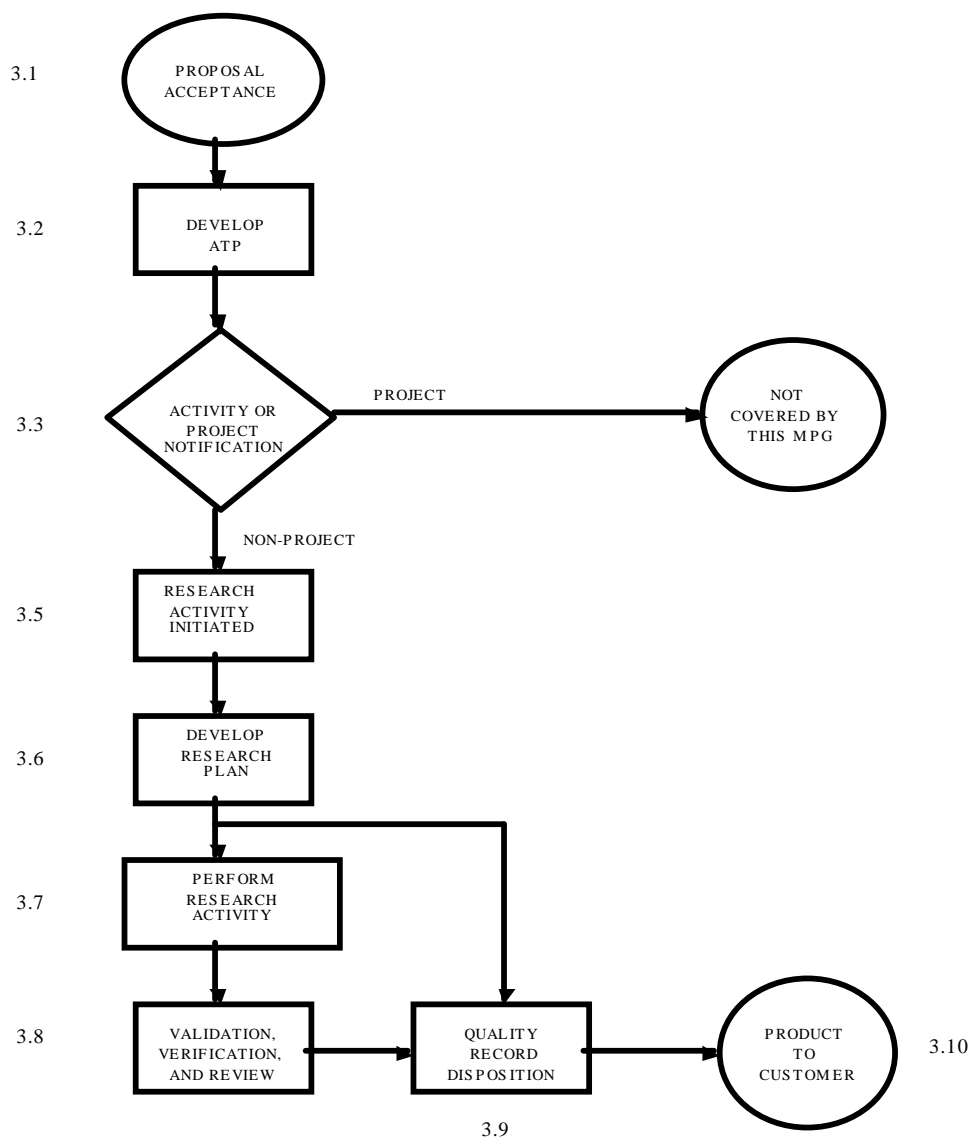 3.1
PROPOSAL
ACCEPTANCE
3.2
DEVELOP
ATP
3.3
ACTIVITY OR
PROJECT
NOTIFICATION
PROJECT
NOT
COVERED BY
THIS MPG
NON-PROJECT
3.5
RESEARCH
ACTIVITY
INITIATED
3.6
DEVELOP
RESEARCH
PLAN
3.7
PERFORM
RESEARCH
ACTIVITY
3.8
VALIDATION,
VERIFICATION,
AND REVIEW
QUALITY
RECORD
DISPOSITION
3.9
PRODUCT
TO
CUSTOMER
3.10